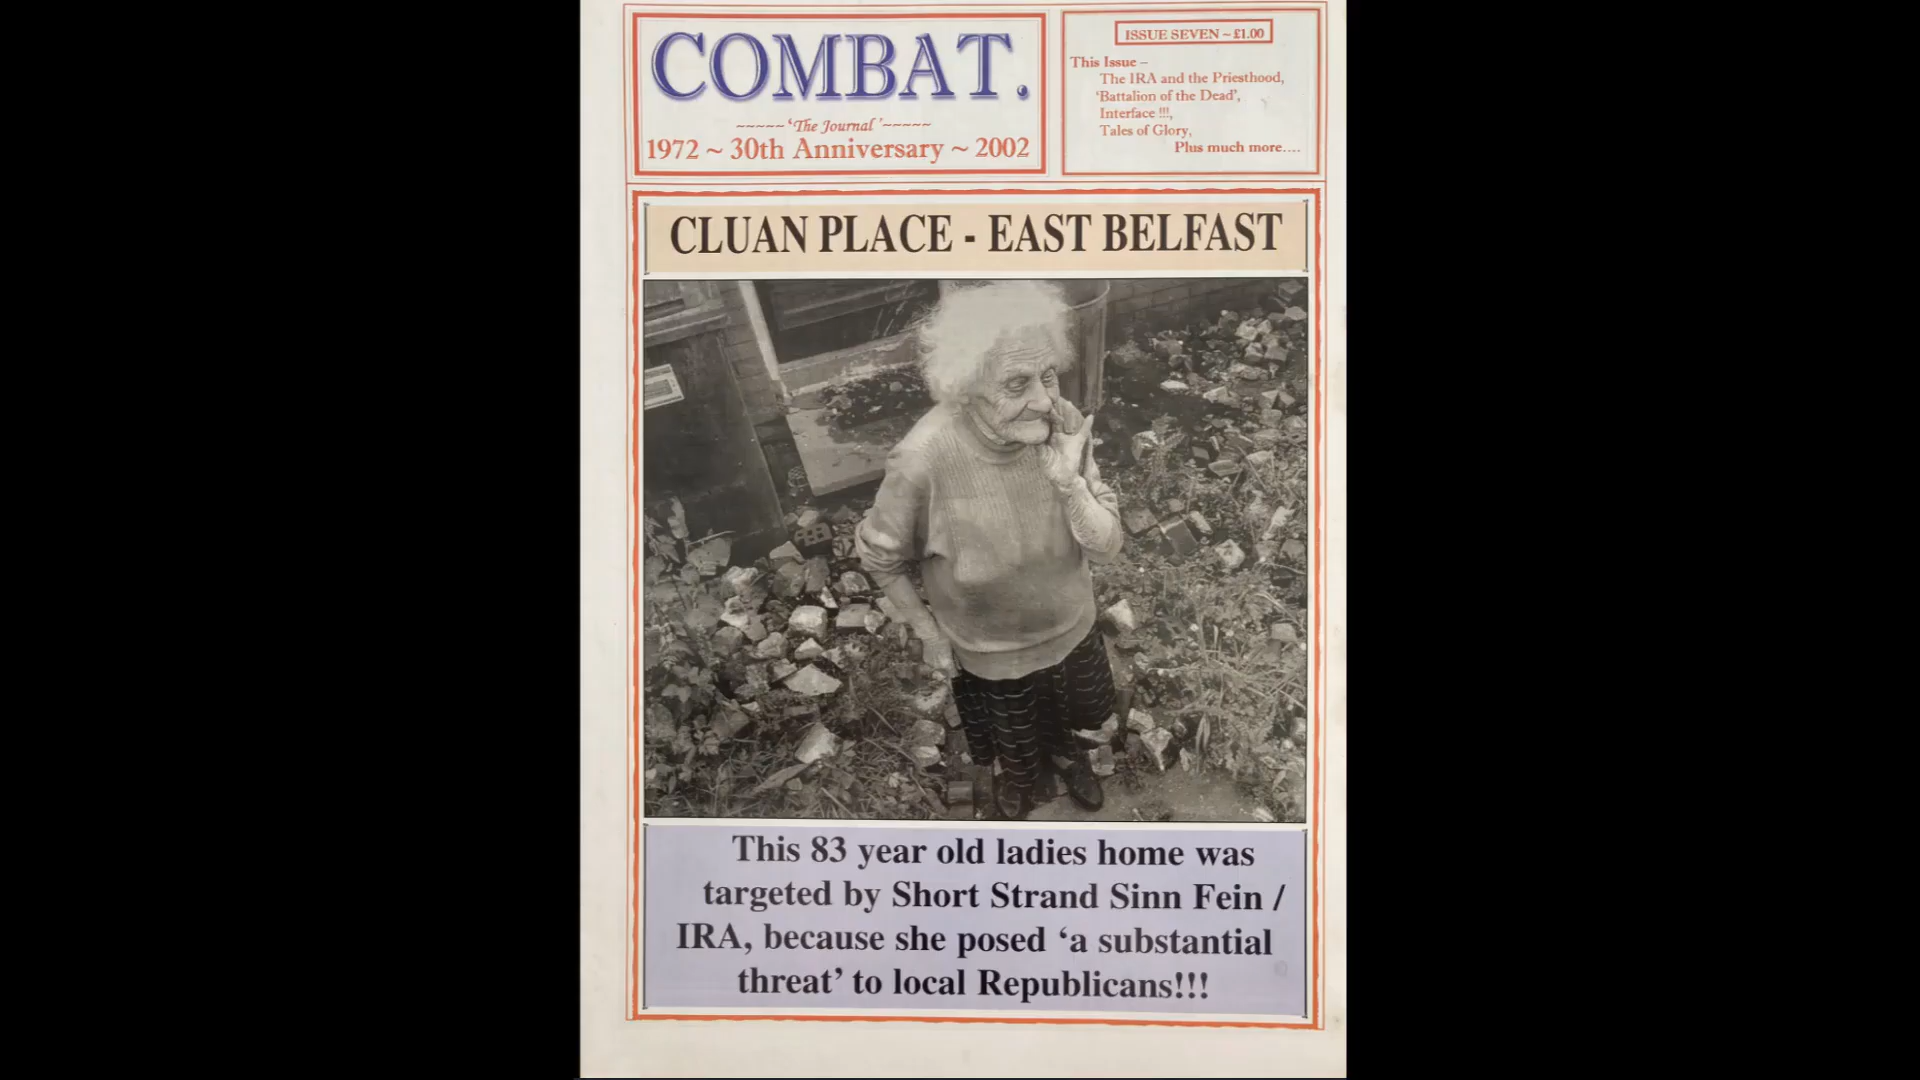 COMBAT.
~~~~~‘The Journal’~~~~~
1972 ~ 30th Anniversary ~ 2002
ISSUE SEVEN ~ £1.00
This Issue –
The IRA and the Priesthood,
‘Battalion of the Dead’,
Interface !!!,
Tales of Glory,
Plus much more....
CLUAN PLACE - EAST BELFAST
This 83 year old ladies home was
targeted by Short Strand Sinn Fein /
IRA, because she posed ‘a substantial
threat’ to local Republicans!!!